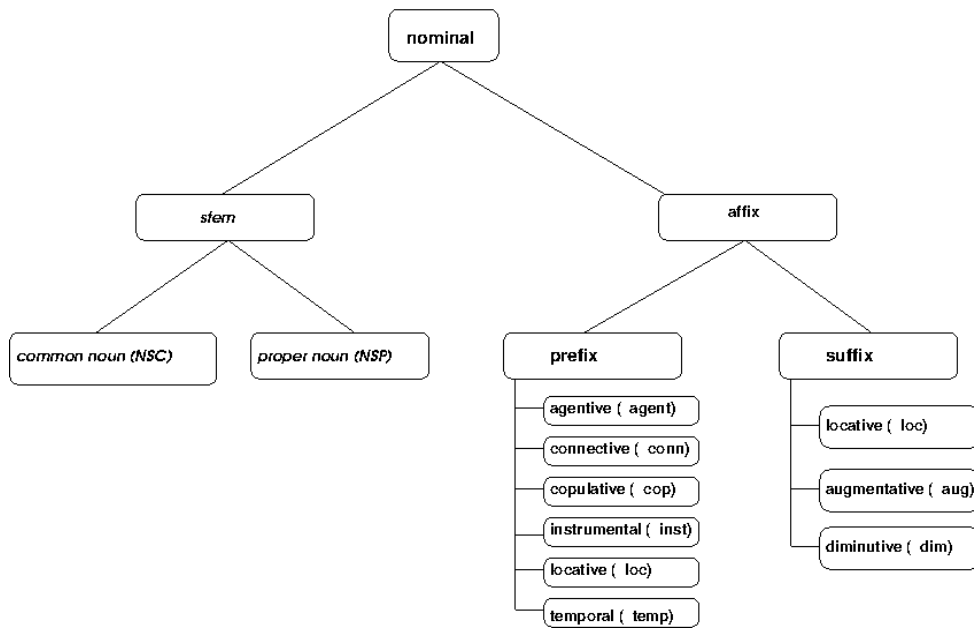 nominal
stem
affix
common noun (NSC)
proper noun (NSP)
prefix
suffix
agentive ( agent)
connective ( conn)
copulative ( cop)
instrumental ( inst)
locative ( loc)
temporal ( temp)
locative ( loc)
augmentative ( aug)
diminutive ( dim)